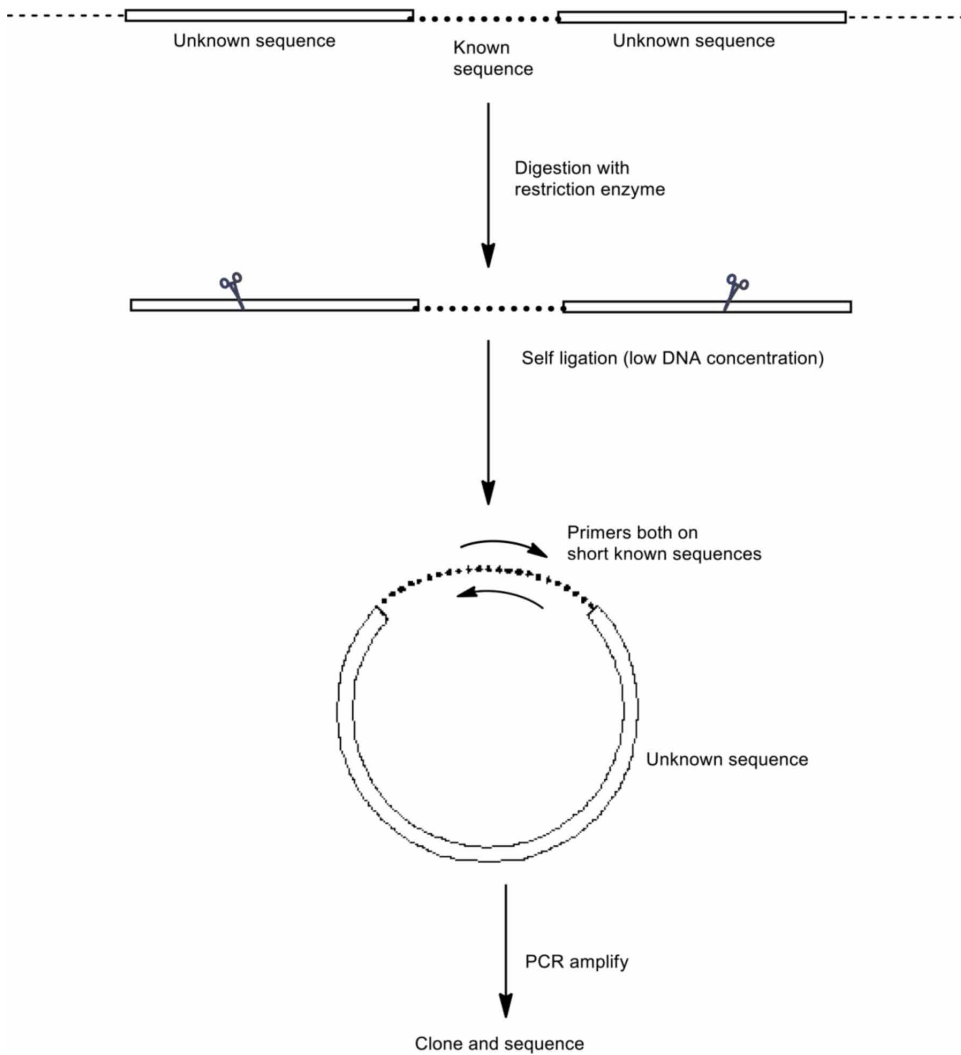 Unknown sequence
Known
sequence
Unknown sequence
Digestion with
restriction enzyme
Self ligation (low DNA concentration)
Primers both on
short known sequences
Unknown sequence
PCR amplify
Clone and sequence